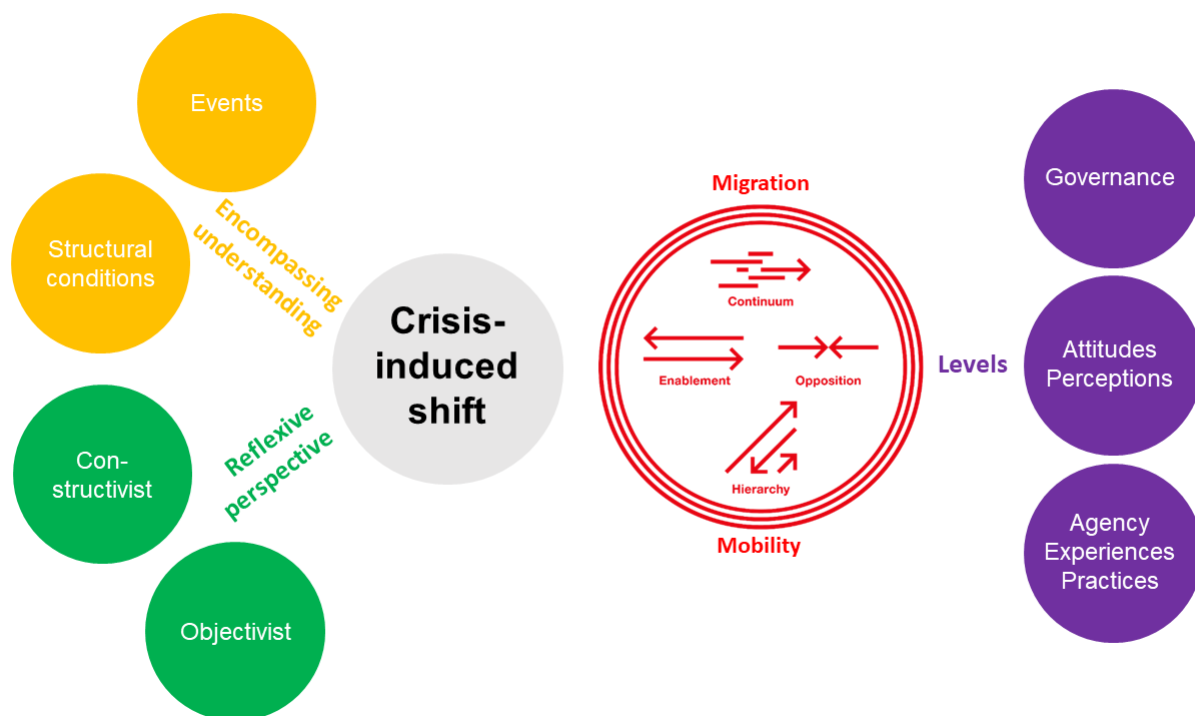 Events
Structural
conditions
Encompassing
understanding
Con-
structivist
Objectivist
Reflexive
perspective
Crisis-
induced
shift
Migration
Continuum
Enablement
Opposition
Hierarchy
Mobility
Levels
Governance
Attitudes
Perceptions
Agency
Experiences
Practices